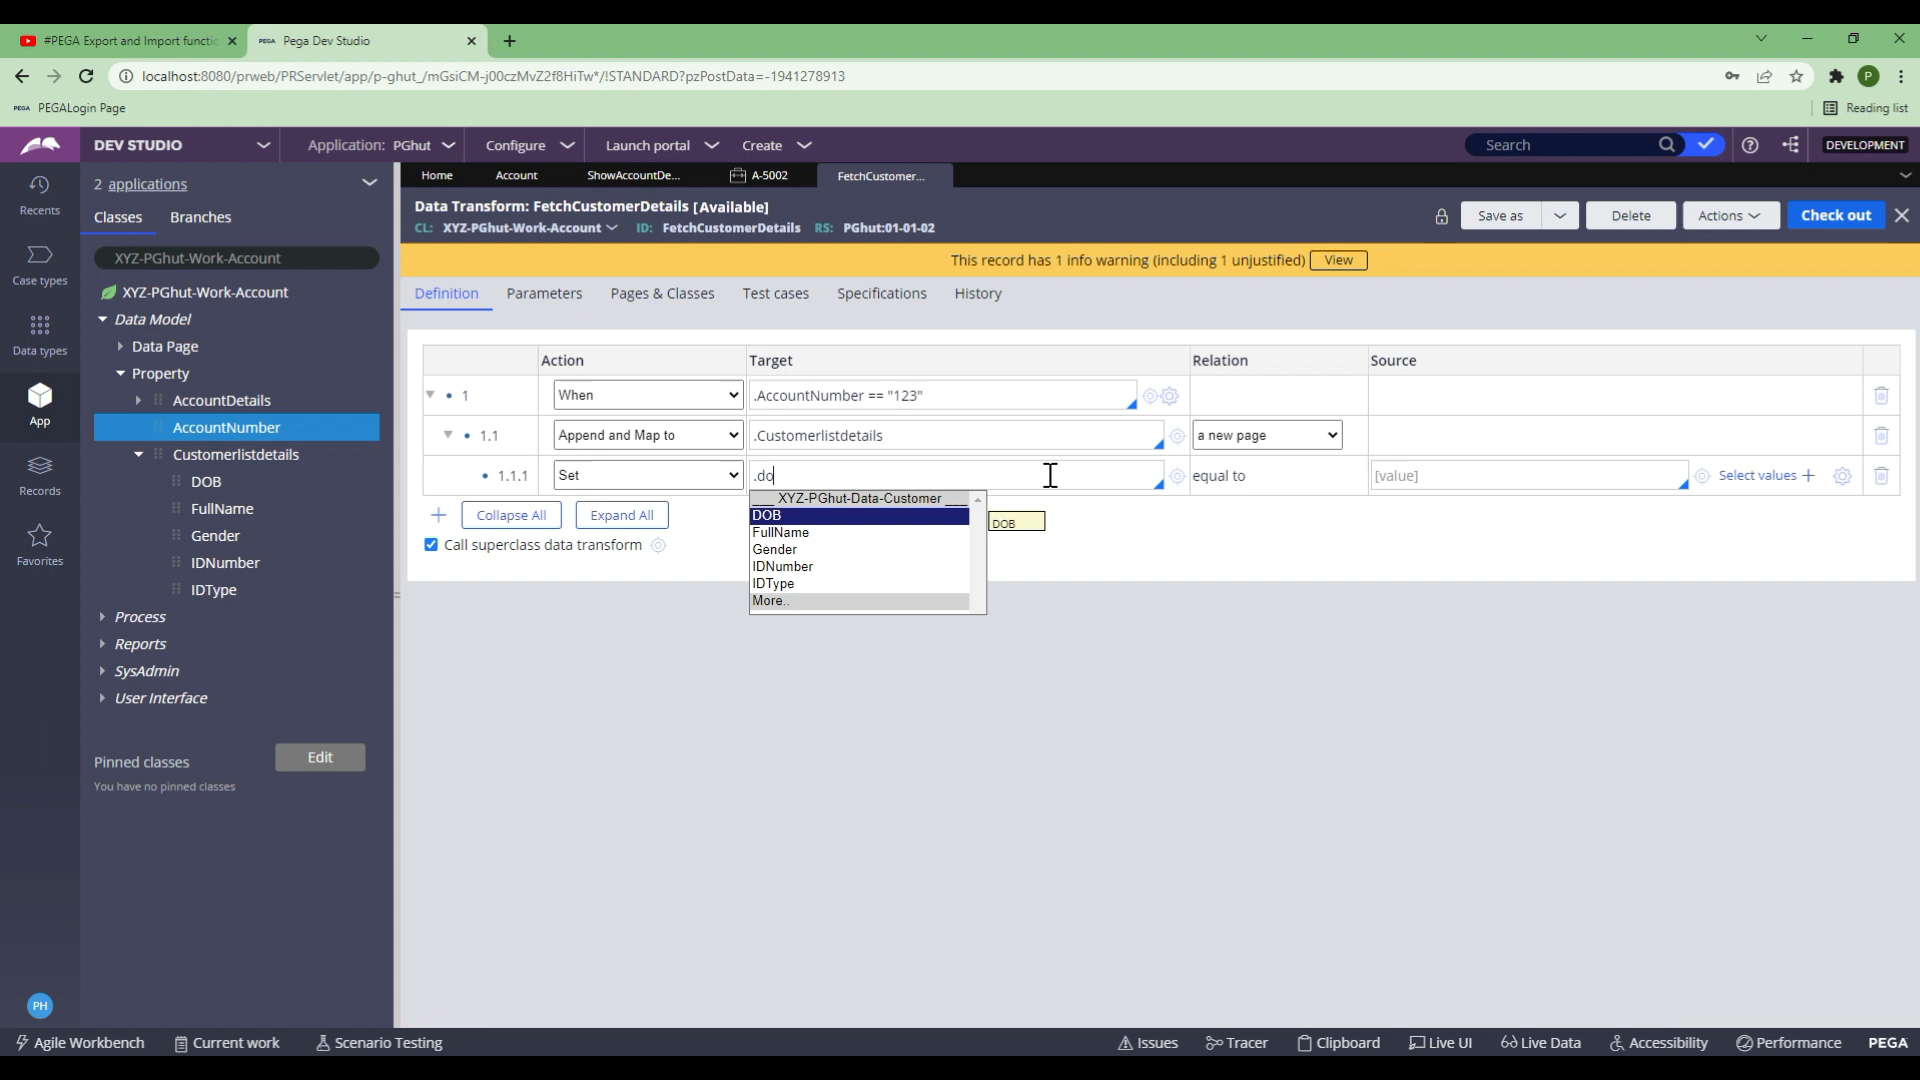 #PEGA Export and Import functi
PEGA Pega Dev Studio
localhost:8080/prweb/PRServlet/app/p-ghut_/mGsiCM-j00czMvZ2f8HiTw*/!STANDARD?pzPostData=-1941278913
P
PEGA PEGALogin Page
Reading list
DEV STUDIO
Application: PGhut
Configure
Launch portal
Create
Search
DEVELOPMENT
Recents
Case types
Data types
App
Records
Favorites
PH
2 applications
Classes
Branches
XYZ-PGhut-Work-Account
XYZ-PGhut-Work-Account
Data Model
Data Page
Property
AccountDetails
AccountNumber
Customerlistdetails
DOB
FullName
Gender
IDNumber
IDType
Process
Reports
SysAdmin
User Interface
Pinned classes
Edit
You have no pinned classes
Home
Account
ShowAccountDe...
A-5002
FetchCustomer...
Data Transform: FetchCustomerDetails [Available]
CL: XYZ-PGhut-Work-Account ID: FetchCustomerDetails RS: PGhut:01-01-02
Save as
Delete
Actions
Check out
This record has 1 info warning (including 1 unjustified) View
Definition
Parameters
Pages & Classes
Test cases
Specifications
History
Action Target Relation Source
1 When .AccountNumber == "123"
1.1 Append and Map to .Customerlistdetails a new page
1.1.1 Set .do equal to [value] Select values
___ XYZ-PGhut-Data-Customer ___
DOB
FullName
Gender
IDNumber
IDType
More..
DOB
Collapse All
Expand All
Call superclass data transform
Agile Workbench
Current work
Scenario Testing
Issues
Tracer
Clipboard
Live UI
Live Data
Accessibility
Performance
PEGA